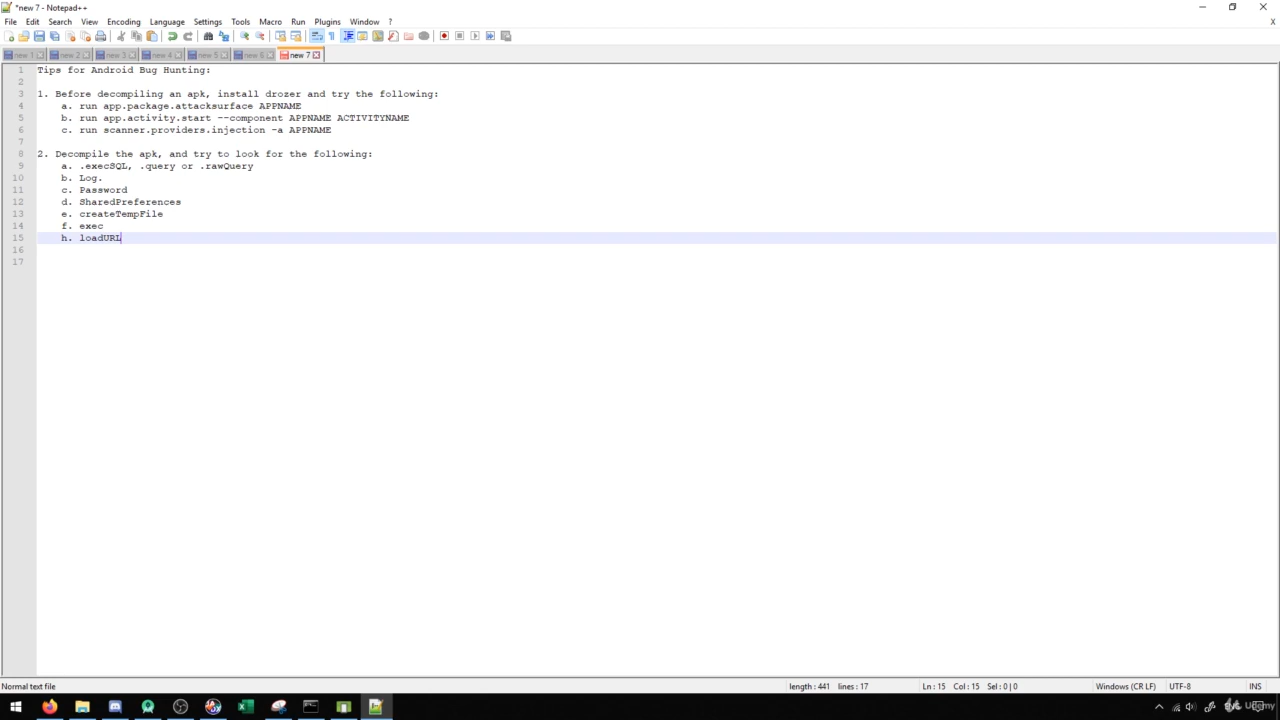 *new 7 - Notepad++
File Edit Search View Encoding Language Settings Tools Macro Run Plugins Window ?
X
new 1 new 2 new 3 new 4 new 5 new 6 new 7
1 Tips for Android Bug Hunting:
2
3 1. Before decompiling an apk, install drozer and try the following:
4 a. run app.package.attacksurface APPNAME
5 b. run app.activity.start --component APPNAME ACTIVITYNAME
6 c. run scanner.providers.injection -a APPNAME
7
8 2. Decompile the apk, and try to look for the following:
9 a. .execSQL, .query or .rawQuery
10 b. Log.
11 c. Password
12 d. SharedPreferences
13 e. createTempFile
14 f. exec
15 h. loadURL
16
17
Normal text file length : 441 lines : 17 Ln : 15 Col : 15 Sel : 0 | 0 Windows (CR LF) UTF-8 INS
Udemy